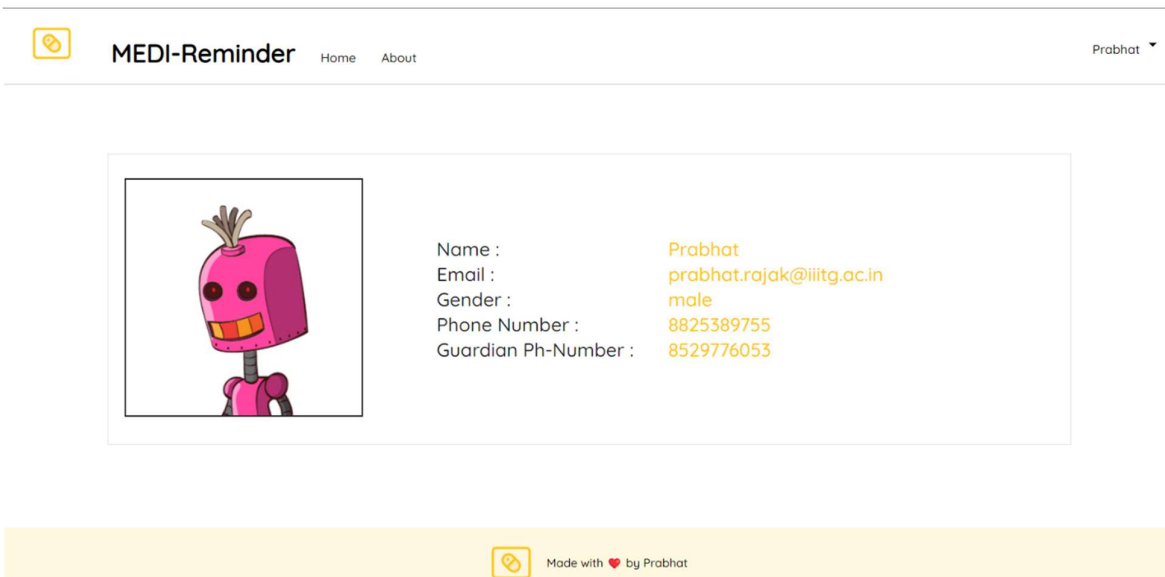 MEDI-Reminder Home About Prabhat
Name : Prabhat
Email : prabhat.rajak@iiitg.ac.in
Gender : male
Phone Number : 8825389755
Guardian Ph-Number : 8529776053
Made with ❤️ by Prabhat